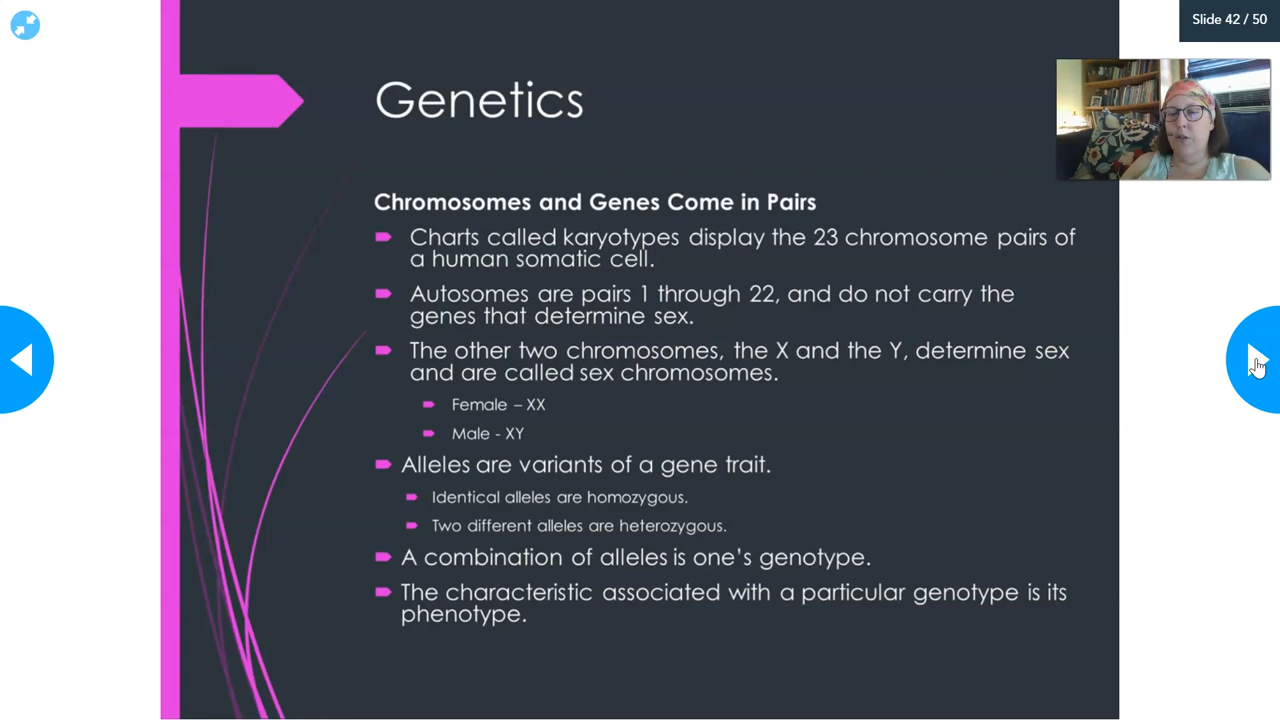 Slide 42 / 50
Genetics
Chromosomes and Genes Come in Pairs
Charts called karyotypes display the 23 chromosome pairs of
a human somatic cell.
Autosomes are pairs 1 through 22, and do not carry the
genes that determine sex.
The other two chromosomes, the X and the Y, determine sex
and are called sex chromosomes.
Female – XX
Male - XY
Alleles are variants of a gene trait.
Identical alleles are homozygous.
Two different alleles are heterozygous.
A combination of alleles is one’s genotype.
The characteristic associated with a particular genotype is its
phenotype.